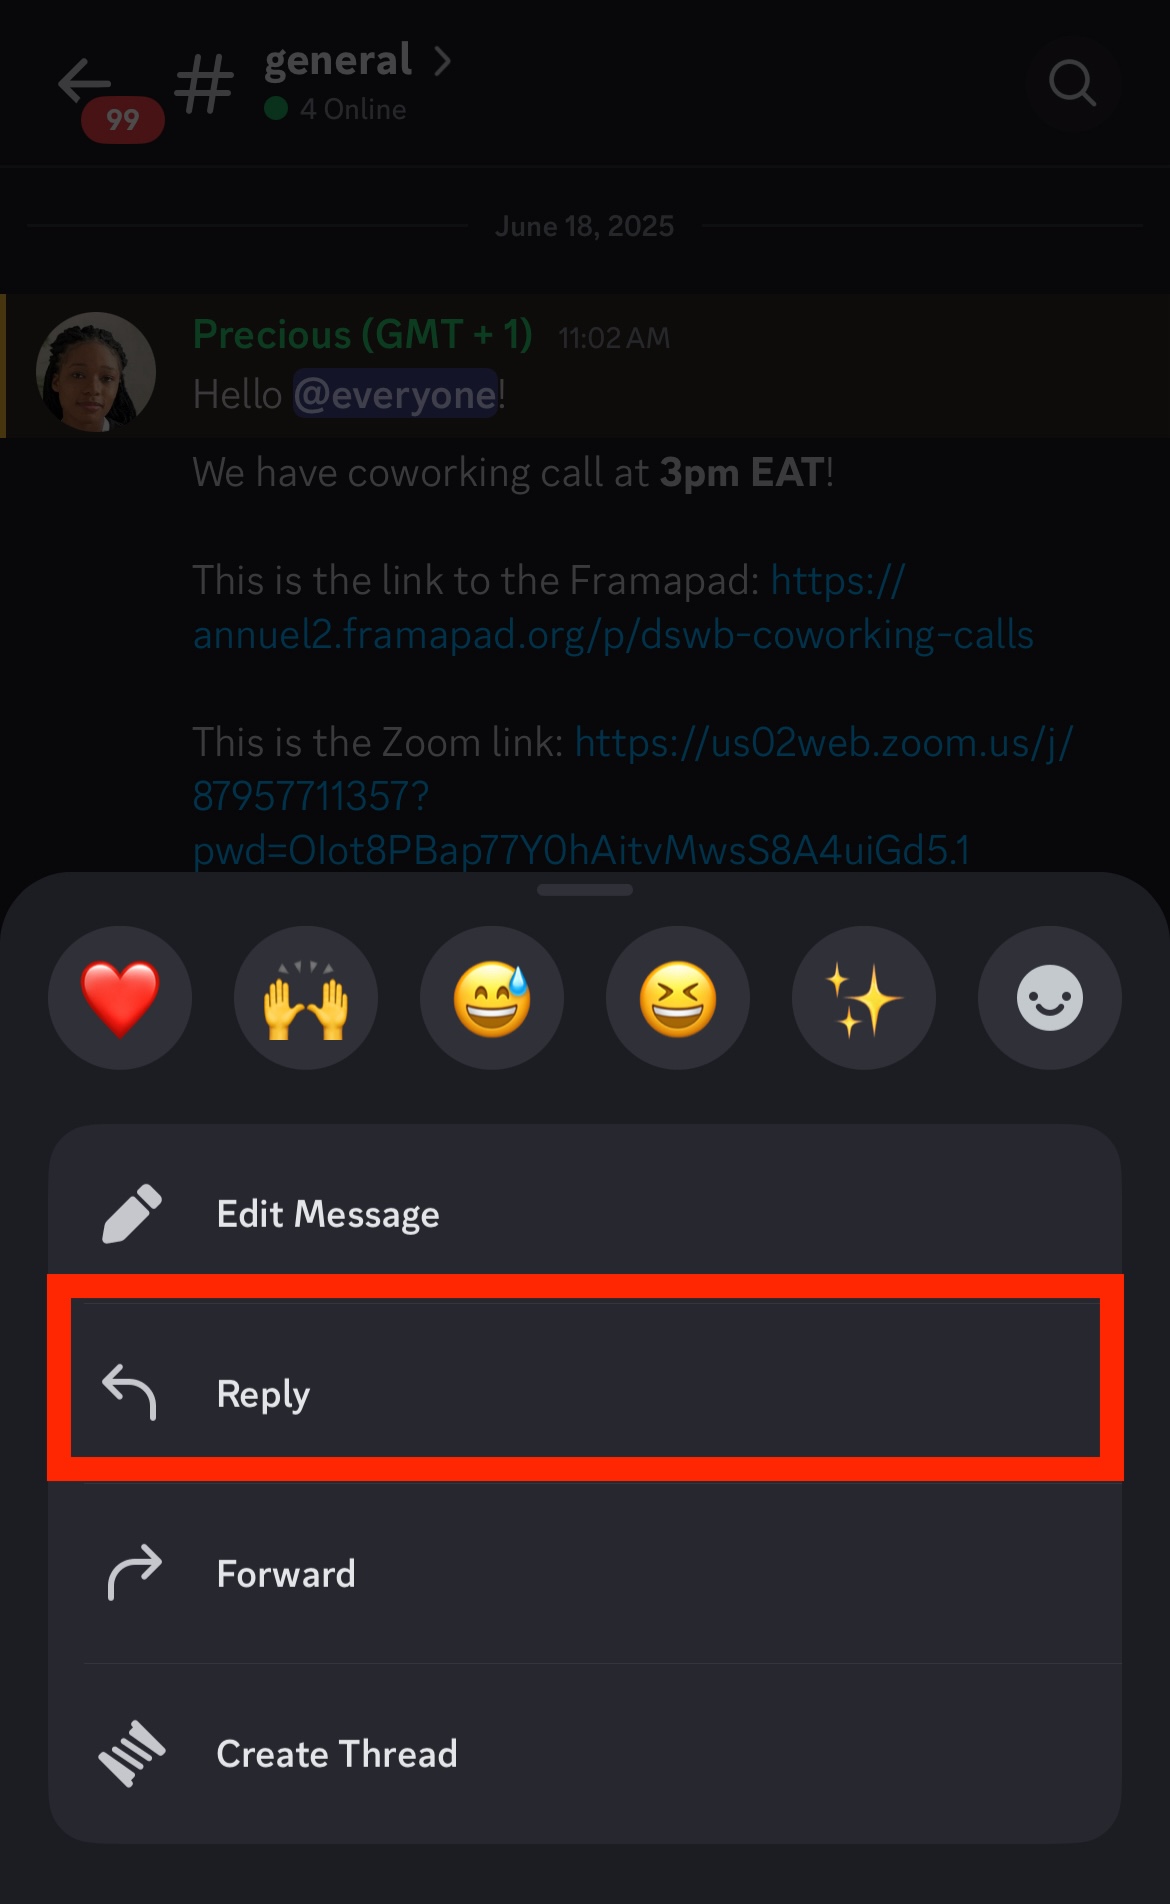 general
4 Online
99
June 18, 2025
Precious (GMT + 1) 11:02 AM
Hello @everyone!
We have coworking call at 3pm EAT!
This is the link to the Framapad: https://
annuel2.framapad.org/p/dswb-coworking-calls
This is the Zoom link: https://us02web.zoom.us/j/
87957711357?
pwd=OIot8PBap77Y0hAitvMwsS8A4uiGd5.1
Edit Message
Reply
Forward
Create Thread